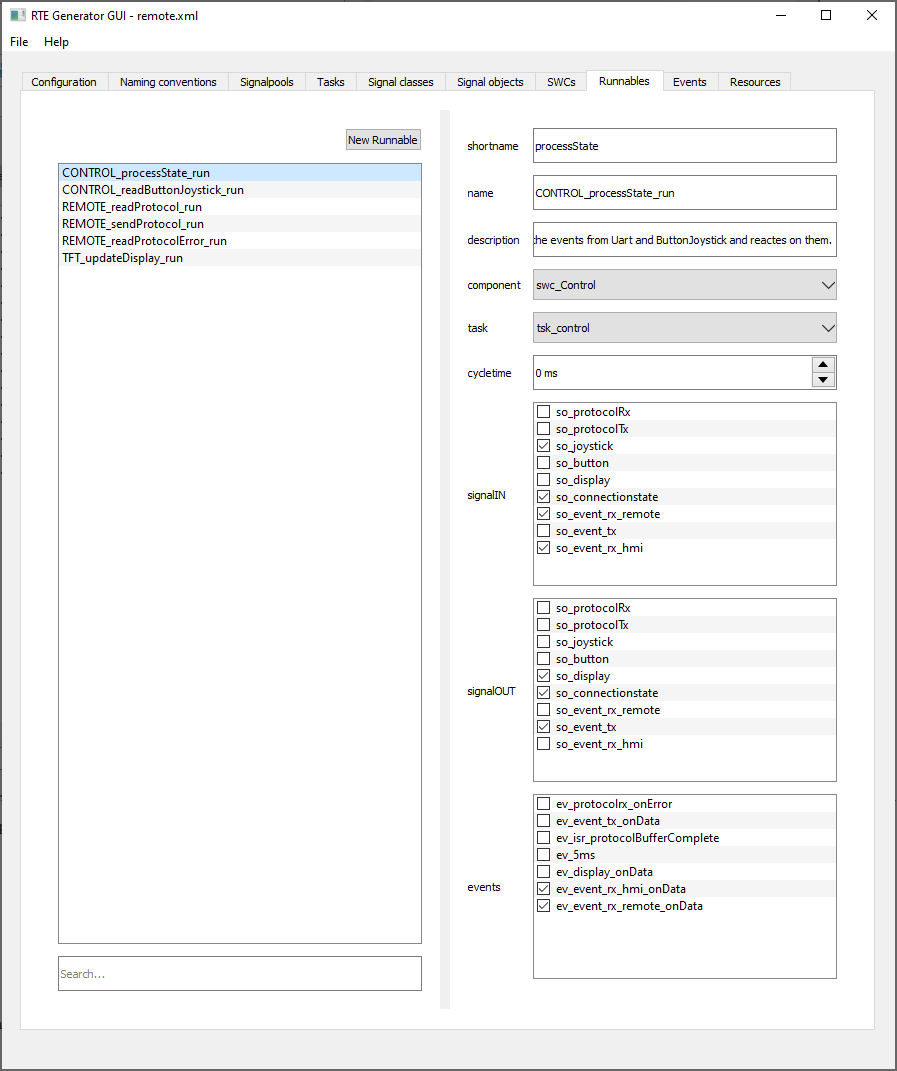 RTE Generator GUI - remote.xml
File Help
Configuration Naming conventions Signalpools Tasks Signal classes Signal objects SWCs Runnables Events Resources
New Runnable
CONTROL_processState_run
CONTROL_readButtonJoystick_run
REMOTE_readProtocol_run
REMOTE_sendProtocol_run
REMOTE_readProtocolError_run
TFT_updateDisplay_run
Search...
shortname processState
name CONTROL_processState_run
description the events from Uart and ButtonJoystick and reactes on them.
component swc_Control
task tsk_control
cycletime 0 ms
signalIN
so_protocolRx
so_protocolTx
so_joystick
so_button
so_display
so_connectionstate
so_event_rx_remote
so_event_tx
so_event_rx_hmi
signalOUT
so_protocolRx
so_protocolTx
so_joystick
so_button
so_display
so_connectionstate
so_event_rx_remote
so_event_tx
so_event_rx_hmi
events
ev_protocolrx_onError
ev_event_tx_onData
ev_isr_protocolBufferComplete
ev_5ms
ev_display_onData
ev_event_rx_hmi_onData
ev_event_rx_remote_onData